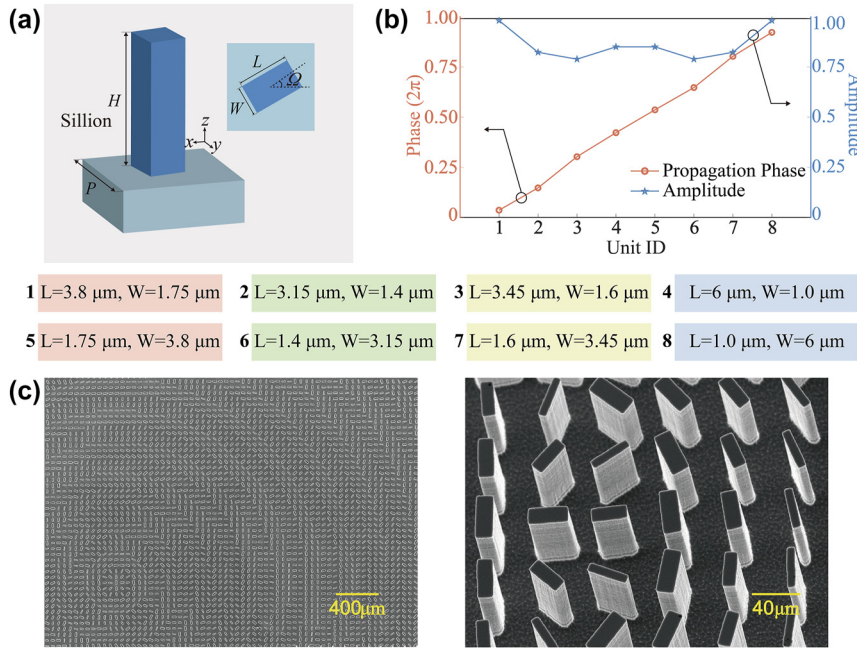 (a)
L
Ω
W
H
Sillion
z
x
y
P
(b)
1.00
0.75
0.50
0.25
0
Phase (2π)
1.00
0.75
0.50
0.25
0
Amplitude
Propagation Phase
Amplitude
1 2 3 4 5 6 7 8
Unit ID
1 L=3.8 μm, W=1.75 μm 2 L=3.15 μm, W=1.4 μm 3 L=3.45 μm, W=1.6 μm 4 L=6 μm, W=1.0 μm
5 L=1.75 μm, W=3.8 μm 6 L=1.4 μm, W=3.15 μm 7 L=1.6 μm, W=3.45 μm 8 L=1.0 μm, W=6 μm
(c)
400μm
40μm